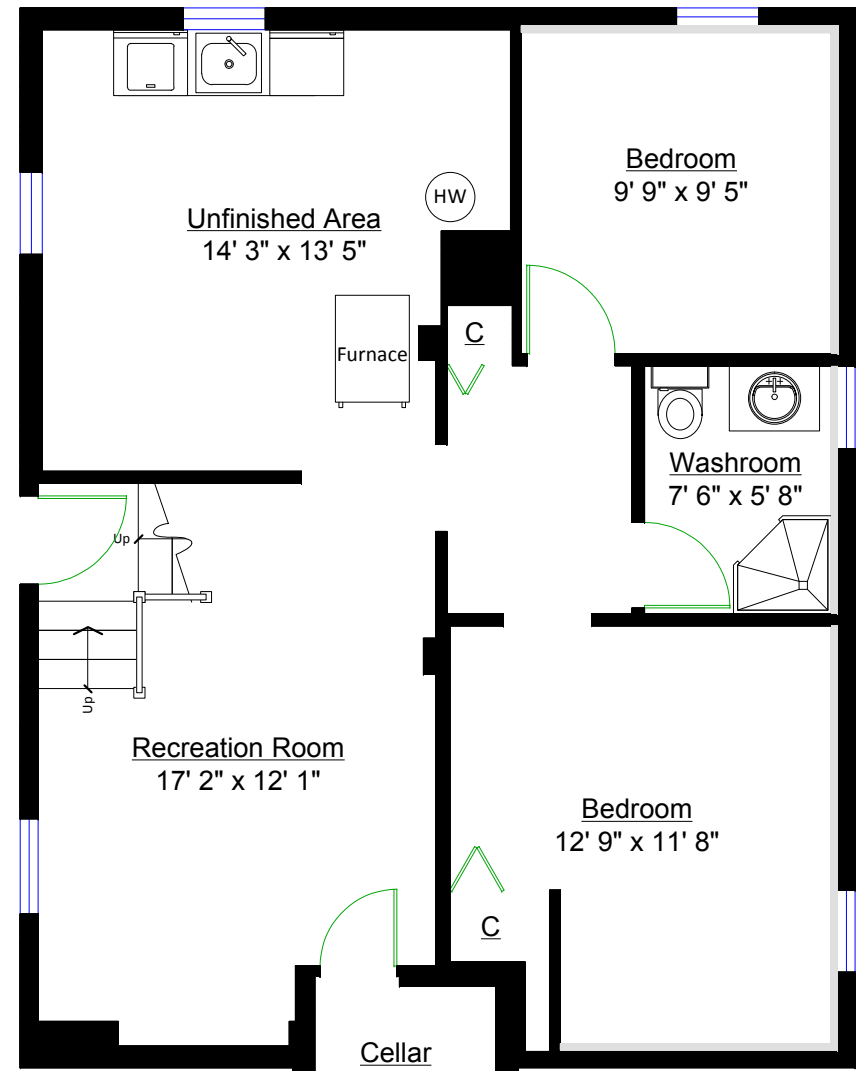 Bedroom
9' 9" x 9' 5"
HW
Unfinished Area
14' 3" x 13' 5"
C
Furnace
Washroom
7' 6" x 5' 8"
Up
Up
Recreation Room
17' 2" x 12' 1"
Bedroom
12' 9" x 11' 8"
C
Cellar